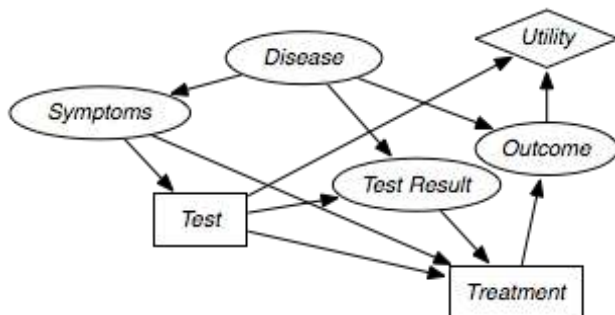 Utility
Disease
Symptoms
Outcome
Test Result
Test
Treatment